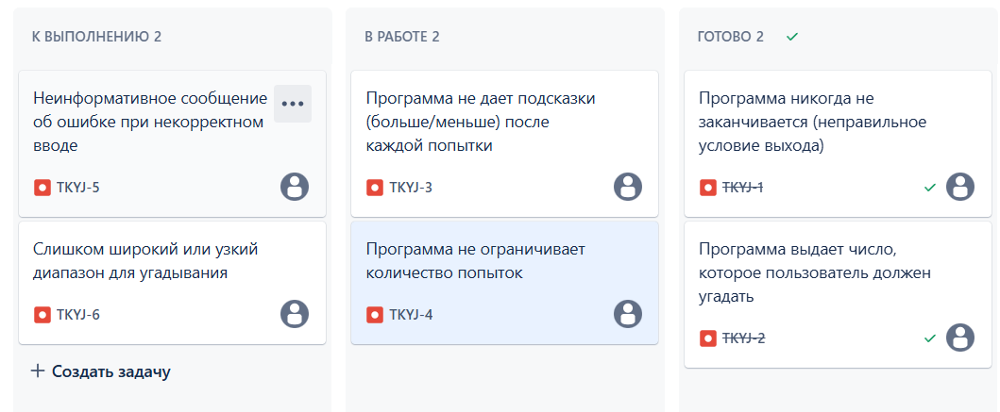 К ВЫПОЛНЕНИЮ 2
Неинформативное сообщение
об ошибке при некорректном
вводе
TKYJ-5
Слишком широкий или узкий
диапазон для угадывания
TKYJ-6
+ Создать задачу
В РАБОТЕ 2
Программа не дает подсказки
(больше/меньше) после
каждой попытки
TKYJ-3
Программа не ограничивает
количество попыток
TKYJ-4
ГОТОВО 2
Программа никогда не
заканчивается (неправильное
условие выхода)
TKYJ-1
Программа выдает число,
которое пользователь должен
угадать
TKYJ-2